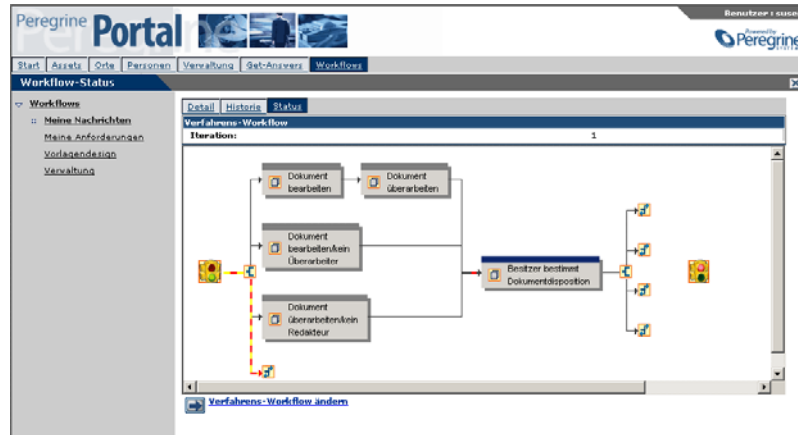 Benutzer : suse
Peregrine Portal
Powered by
Peregrine
SYSTEMS
Start Assets Orte Personen Verwaltung Get-Answers Workflows
Workflow-Status
Workflows
Meine Nachrichten
Meine Anforderungen
Vorlagendesign
Verwaltung
Detail Historie Status
Verfahrens-Workflow
Iteration: 1
Dokument
bearbeiten
Dokument
überarbeiten
Dokument
bearbeiten/kein
Überarbeiter
Besitzer bestimmt
Dokumentdisposition
Dokument
überarbeiten/kein
Redakteur
Verfahrens-Workflow ändern